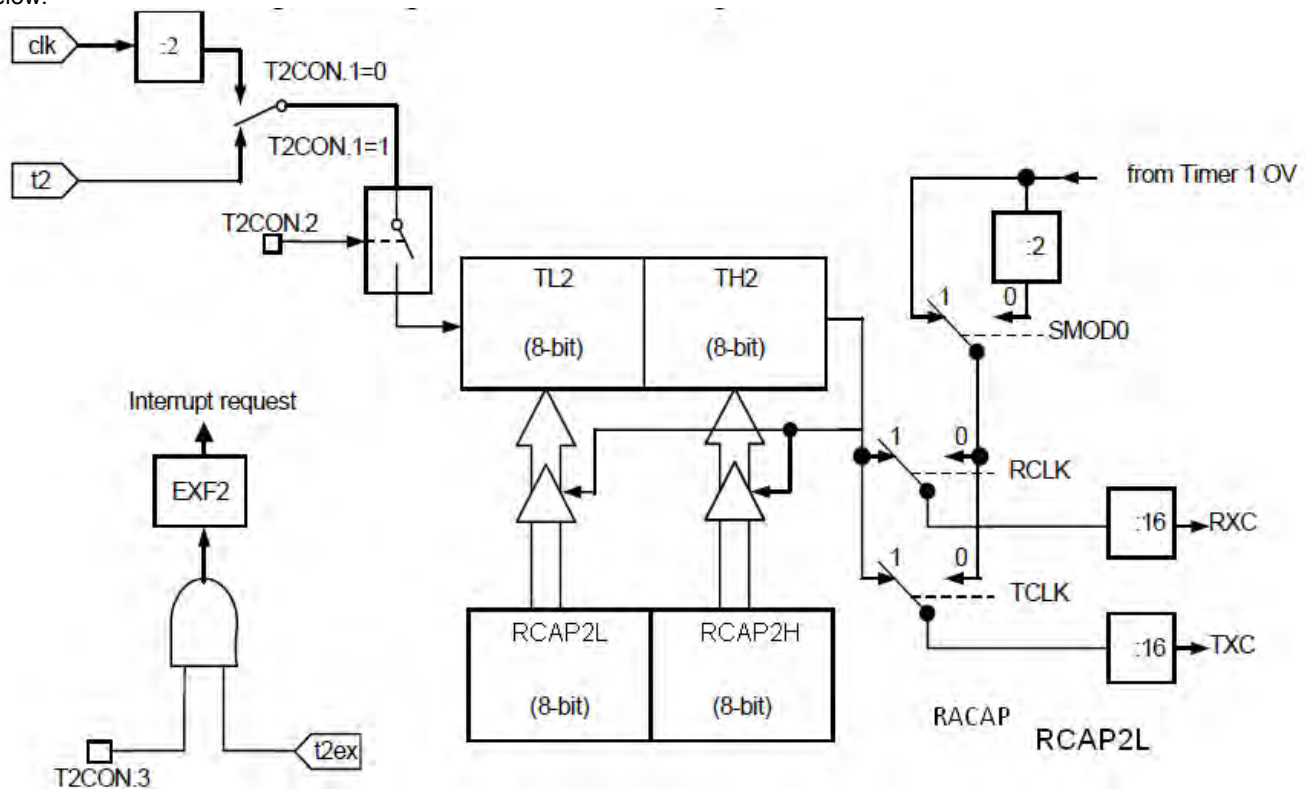 elow.
clk
:2
T2CON.1=0
T2CON.1=1
t2
from Timer 1 OV
T2CON.2
:2
TL2
TH2
1
0
SMOD0
(8-bit)
(8-bit)
Interrupt request
1
0
RCLK
EXF2
:16
RXC
1
0
TCLK
RCAP2L
RCAP2H
:16
TXC
(8-bit)
(8-bit)
RACAP
RCAP2L
t2ex
T2CON.3